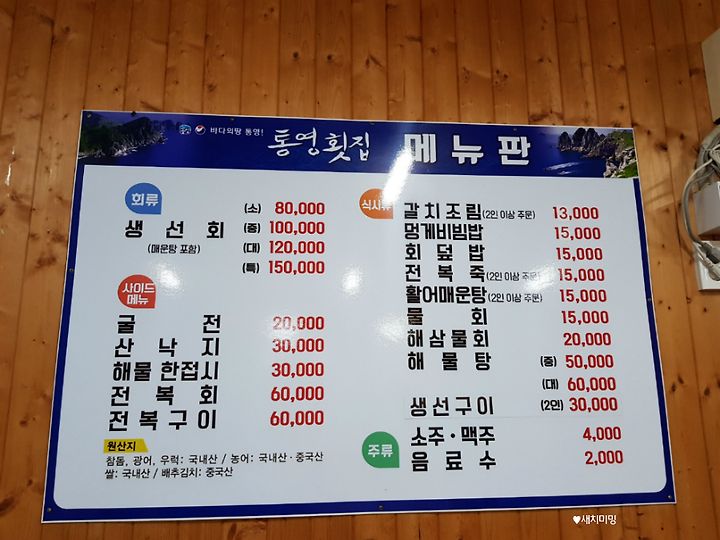 바다의땅 통영!
통영횟집 메뉴판
회류
생선회 (소) 80,000
(중) 100,000
(매운탕 포함) (대) 120,000
(특) 150,000
사이드
메뉴
굴전 20,000
산낙지 30,000
해물 한접시 30,000
전복회 60,000
전복구이 60,000
원산지
참돔, 광어, 우럭: 국내산 / 농어: 국내산·중국산
쌀: 국내산 / 배추김치: 중국산
식사류
갈치조림(2인 이상 주문) 13,000
멍게비빔밥 15,000
회덮밥 15,000
전복죽(2인 이상 주문) 15,000
활어매운탕(2인 이상 주문) 15,000
물회 15,000
해삼물회 20,000
해물탕 (중) 50,000
(대) 60,000
생선구이 (2인) 30,000
주류
소주·맥주 4,000
음료수 2,000
♥새치미밍